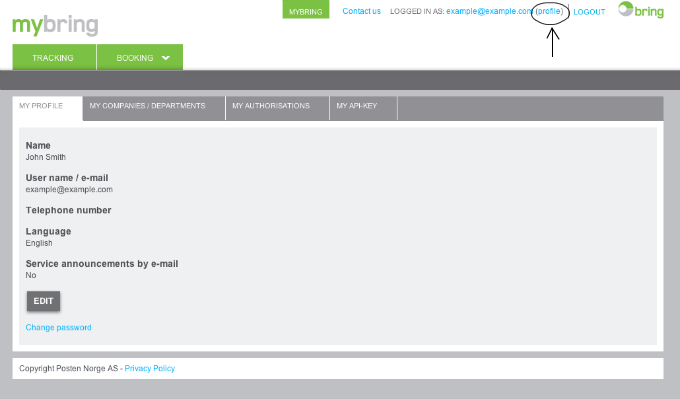 mybring
MYBRING
Contact us
LOGGED IN AS: example@example.com (profile)
LOGOUT
bring
TRACKING
BOOKING
MY PROFILE
MY COMPANIES / DEPARTMENTS
MY AUTHORISATIONS
MY API-KEY
Name
John Smith
User name / e-mail
example@example.com
Telephone number
Language
English
Service announcements by e-mail
No
EDIT
Change password
Copyright Posten Norge AS - Privacy Policy